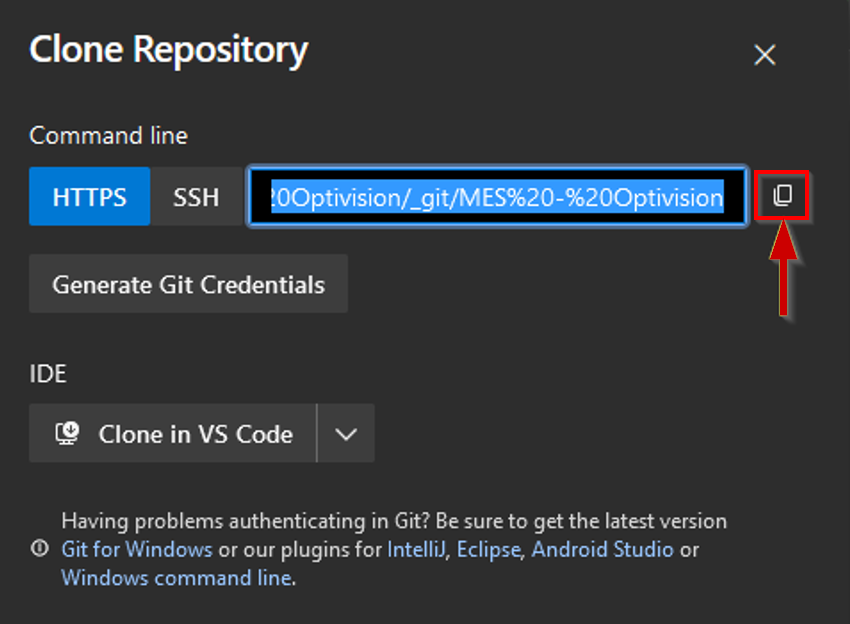 Clone Repository
Command line
HTTPS
SSH
20Optivision/_git/MES%20-%20Optivision
Generate Git Credentials
IDE
Clone in VS Code
Having problems authenticating in Git? Be sure to get the latest version
Git for Windows or our plugins for IntelliJ, Eclipse, Android Studio or
Windows command line.